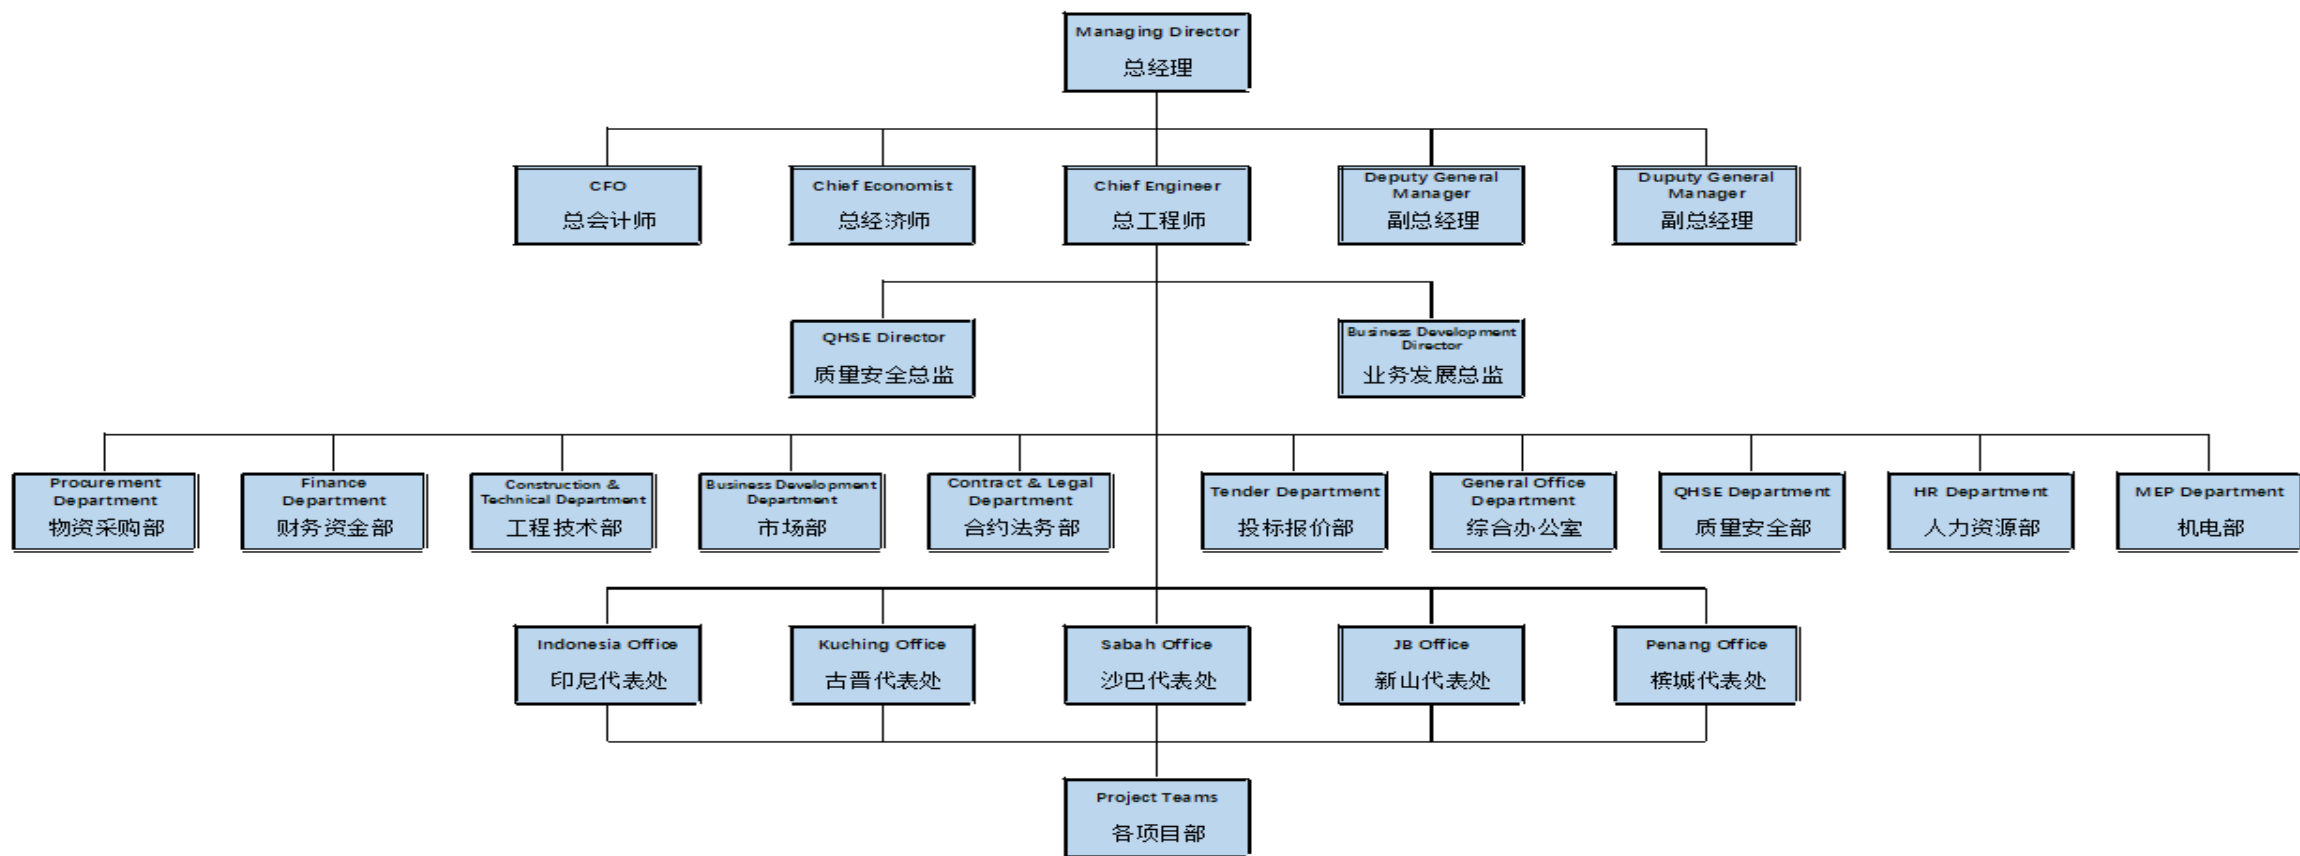 Managing Director
总经理
CFO
总会计师
Chief Economist
总经济师
Chief Engineer
总工程师
Deputy General
Manager
副总经理
Duputy General
Manager
副总经理
QHSE Director
质量安全总监
Business Development
Director
业务发展总监
Procurement
Department
物资采购部
Finance
Department
财务资金部
Construction &
Technical Department
工程技术部
Business Development
Department
市场部
Contract & Legal
Department
合约法务部
Tender Department
投标报价部
General Office
Department
综合办公室
QHSE Department
质量安全部
HR Department
人力资源部
MEP Department
机电部
Indonesia Office
印尼代表处
Kuching Office
古晋代表处
Sabah Office
沙巴代表处
JB Office
新山代表处
Penang Office
槟城代表处
Project Teams
各项目部